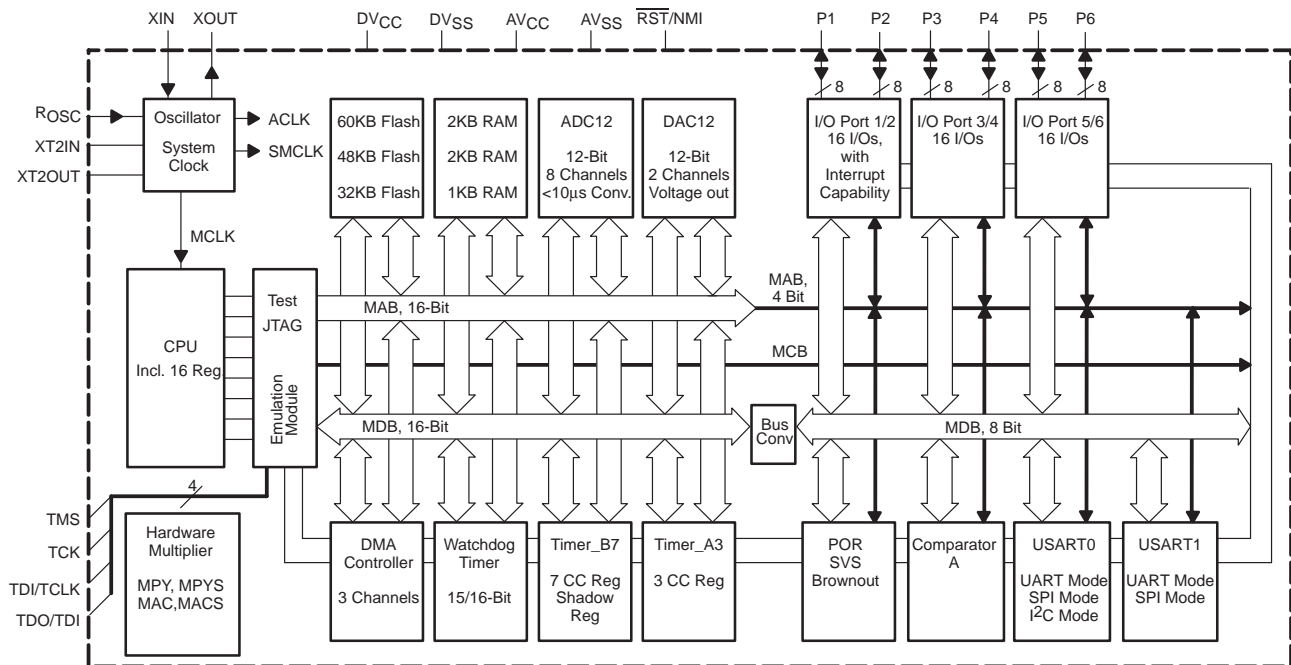 XIN
XOUT
DVCC
DVSS
AVCC
AVSS
RST/NMI
P1
P2
P3
P4
P5
P6
8
8
8
8
8
8
ROSC
XT2IN
XT2OUT
Oscillator
System
Clock
ACLK
SMCLK
MCLK
60KB Flash
48KB Flash
32KB Flash
2KB RAM
2KB RAM
1KB RAM
ADC12
12-Bit
8 Channels
<10µs Conv.
DAC12
12-Bit
2 Channels
Voltage out
I/O Port 1/2
16 I/Os,
with
Interrupt
Capability
I/O Port 3/4
16 I/Os
I/O Port 5/6
16 I/Os
CPU
Incl. 16 Reg.
Test
JTAG
Emulation
Module
MAB, 16-Bit
MAB,
4 Bit
MCB
MDB, 16-Bit
Bus
Conv
MDB, 8 Bit
4
TMS
TCK
TDI/TCLK
TDO/TDI
Hardware
Multiplier
MPY, MPYS
MAC,MACS
DMA
Controller
3 Channels
Watchdog
Timer
15/16-Bit
Timer_B7
7 CC Reg
Shadow
Reg
Timer_A3
3 CC Reg
POR
SVS
Brownout
Comparator
A
USART0
UART Mode
SPI Mode
I2C Mode
USART1
UART Mode
SPI Mode